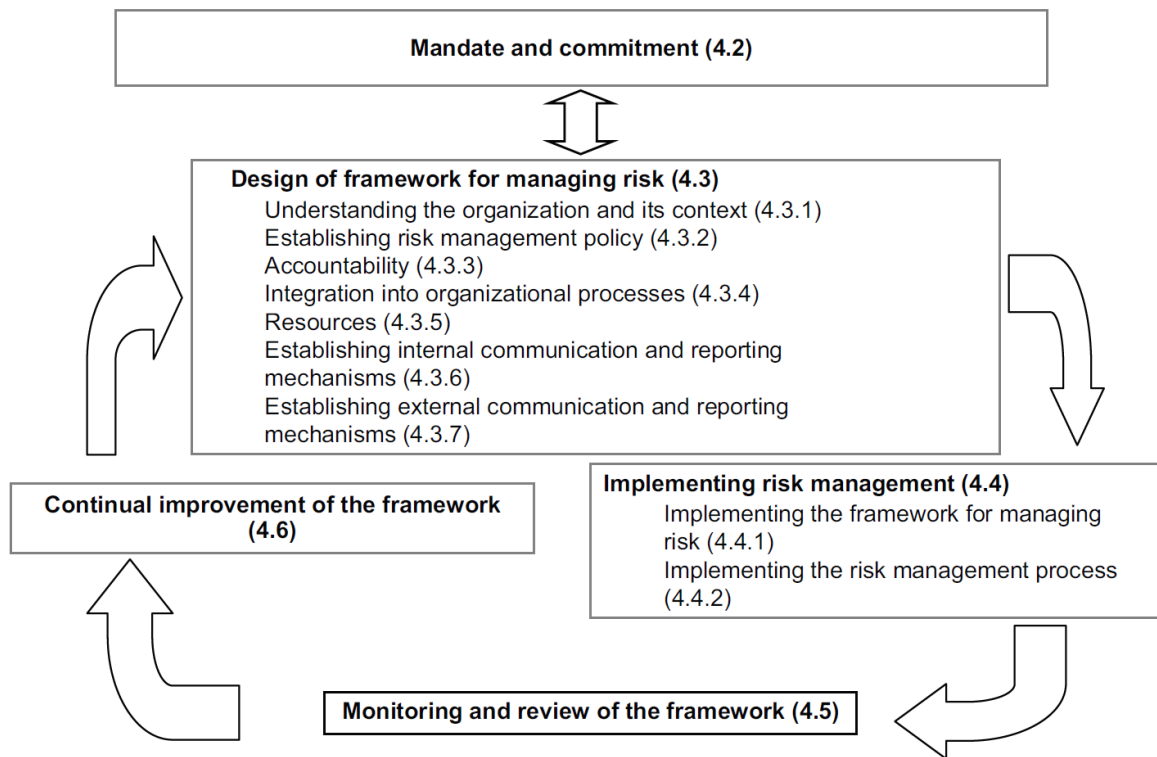 Mandate and commitment (4.2)
Design of framework for managing risk (4.3)
Understanding the organization and its context (4.3.1)
Establishing risk management policy (4.3.2)
Accountability (4.3.3)
Integration into organizational processes (4.3.4)
Resources (4.3.5)
Establishing internal communication and reporting
mechanisms (4.3.6)
Establishing external communication and reporting
mechanisms (4.3.7)
Implementing risk management (4.4)
Implementing the framework for managing
risk (4.4.1)
Implementing the risk management process
(4.4.2)
Monitoring and review of the framework (4.5)
Continual improvement of the framework
(4.6)